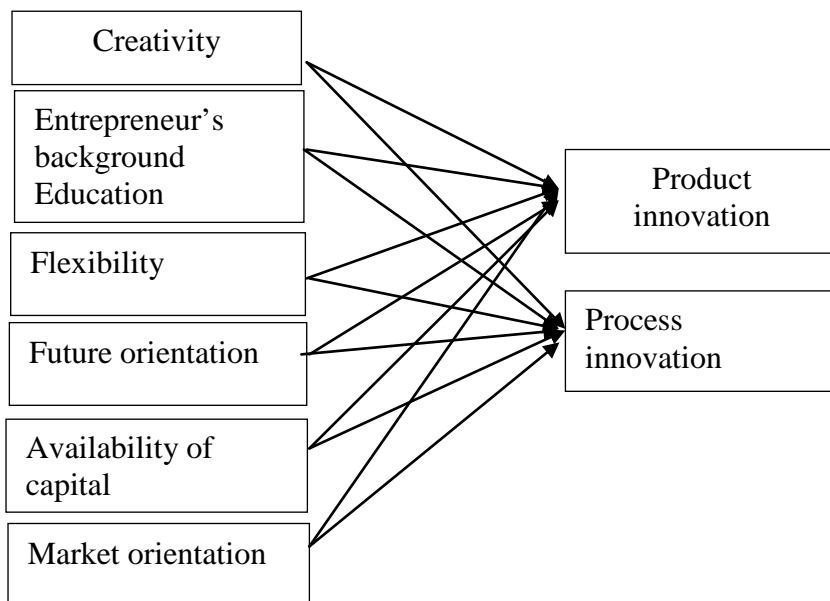 Creativity
Entrepreneur's
background
Education
Flexibility
Future orientation
Availability of
capital
Market orientation
Product
innovation
Process
innovation